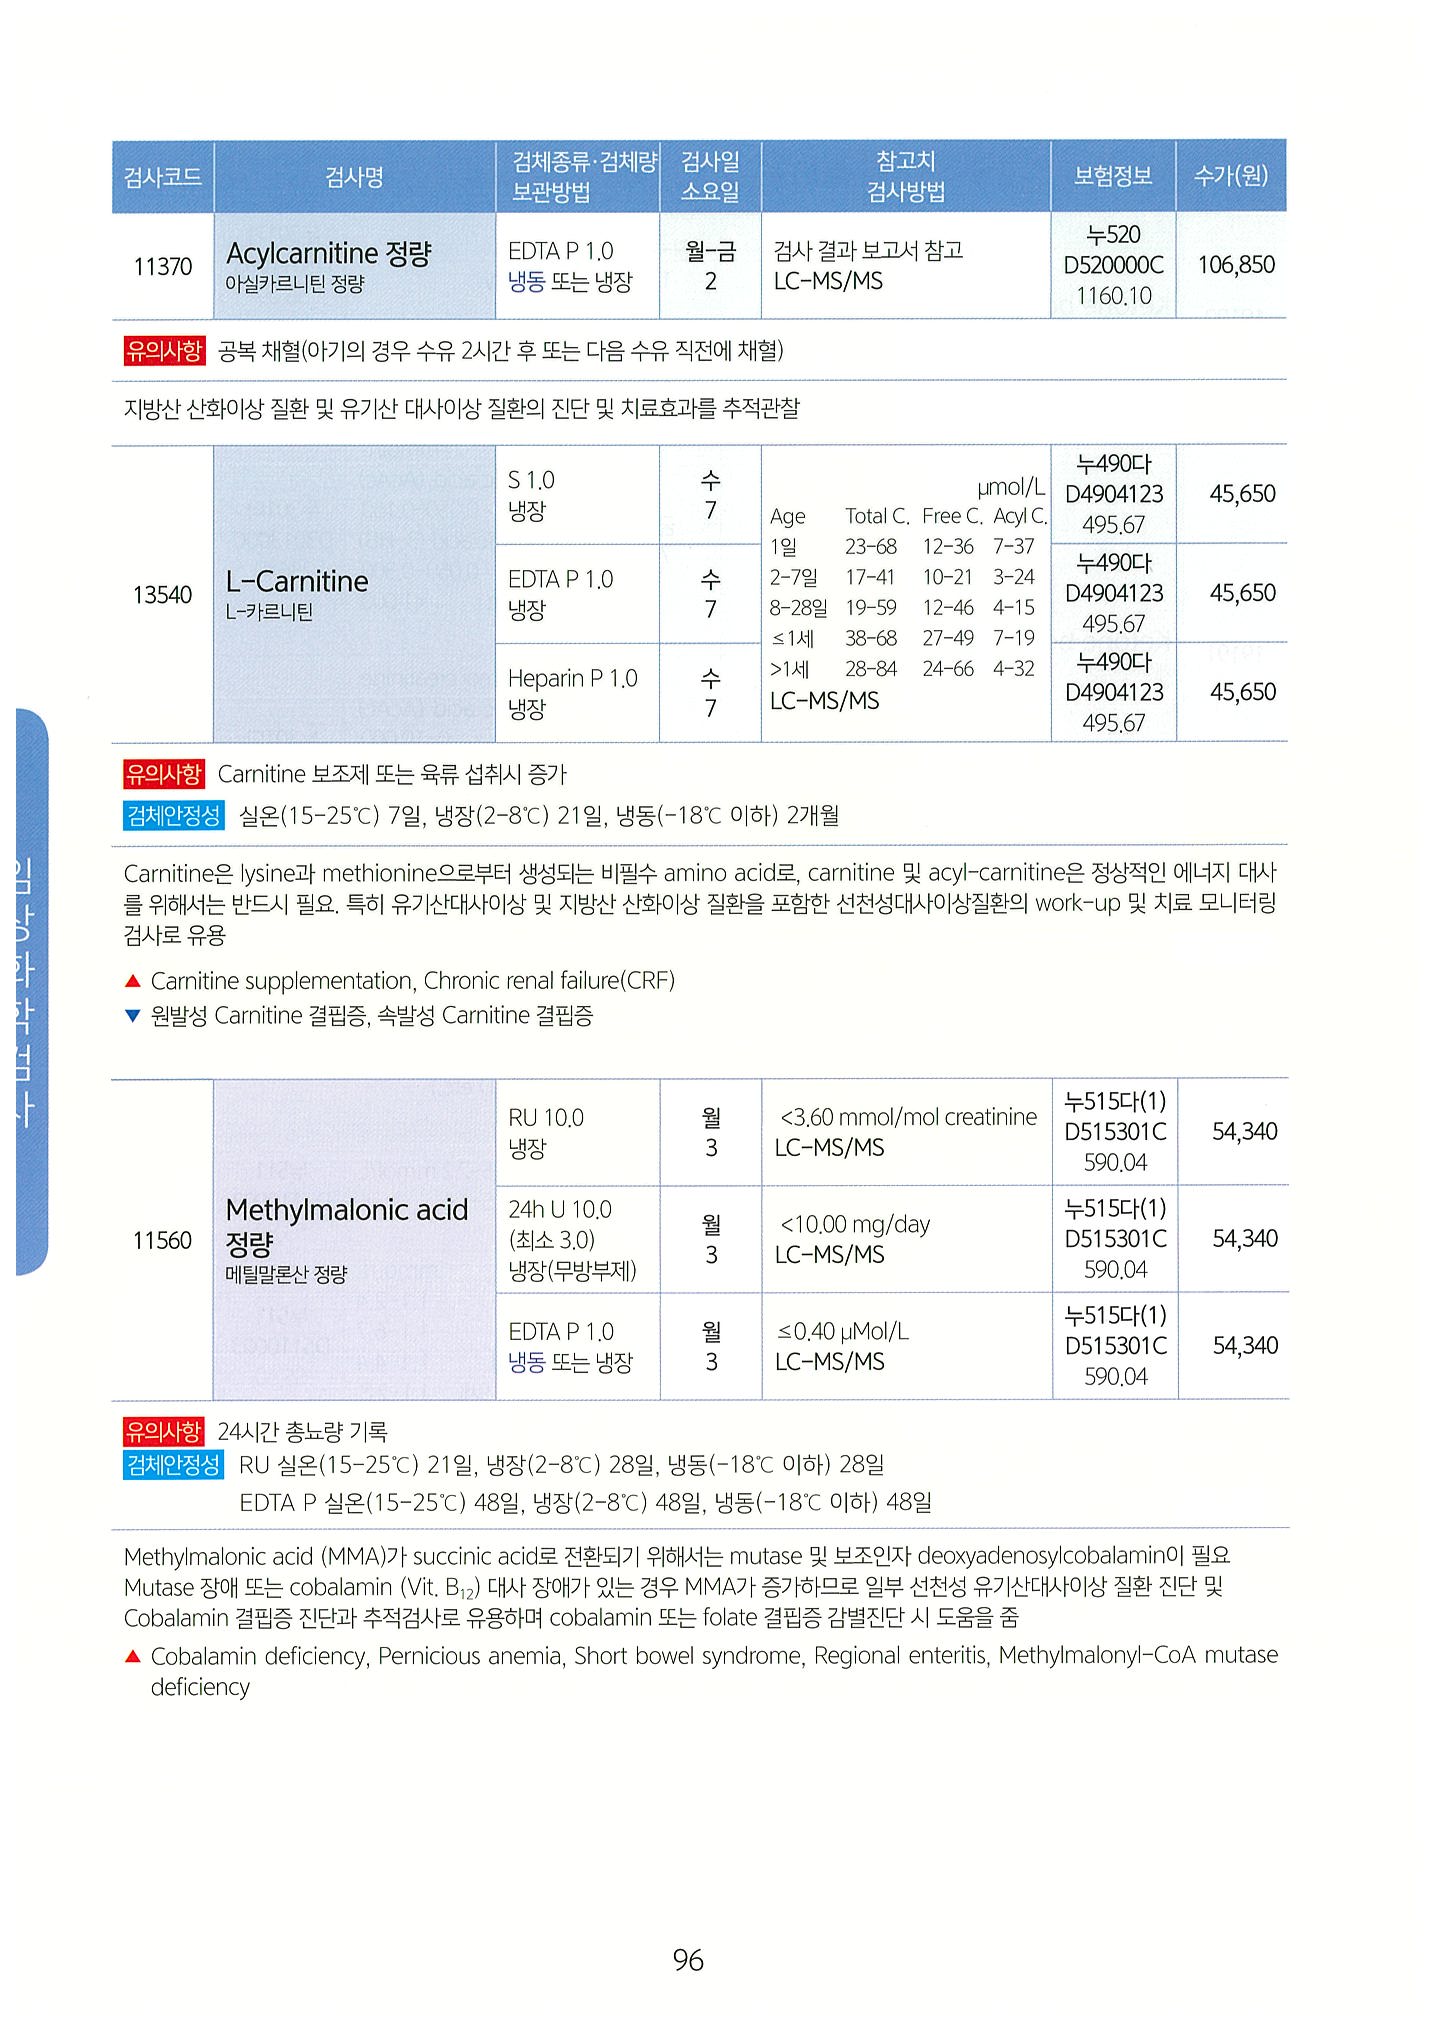 검사코드 검사명 검체종류·검체량 보관방법 검사일 소요일 참고치 검사방법 보험정보 수가(원)
11370
Acylcarnitine 정량
아실카르니틴 정량
EDTA P 1.0
냉동 또는 냉장
월-금
2
검사 결과 보고서 참고
LC-MS/MS
누520
D520000C
1160.10
106,850
유의사항 공복 채혈(아기의 경우 수유 2시간 후 또는 다음 수유 직전에 채혈)
지방산 산화이상 질환 및 유기산 대사이상 질환의 진단 및 치료효과를 추적관찰
13540
L-Carnitine
L-카르니틴
S 1.0
냉장
수
7
EDTA P 1.0
냉장
수
7
Heparin P 1.0
냉장
수
7
µmol/L
Age Total C. Free C. Acyl C.
1일 23-68 12-36 7-37
2-7일 17-41 10-21 3-24
8-28일 19-59 12-46 4-15
≤1세 38-68 27-49 7-19
>1세 28-84 24-66 4-32
LC-MS/MS
누490다
D4904123
495.67
45,650
누490다
D4904123
495.67
45,650
누490다
D4904123
495.67
45,650
유의사항 Carnitine 보조제 또는 육류 섭취시 증가
검체안정성 실온(15-25℃) 7일, 냉장(2-8℃) 21일, 냉동(-18℃ 이하) 2개월
Carnitine은 lysine과 methionine으로부터 생성되는 비필수 amino acid로, carnitine 및 acyl-carnitine은 정상적인 에너지 대사
를 위해서는 반드시 필요. 특히 유기산대사이상 및 지방산 산화이상 질환을 포함한 선천성대사이상질환의 work-up 및 치료 모니터링
검사로 유용
▲ Carnitine supplementation, Chronic renal failure(CRF)
▼ 원발성 Carnitine 결핍증, 속발성 Carnitine 결핍증
11560
Methylmalonic acid
정량
메틸말론산 정량
RU 10.0
냉장
월
3
<3.60 mmol/mol creatinine
LC-MS/MS
누515다(1)
D515301C
590.04
54,340
24h U 10.0
(최소 3.0)
냉장(무방부제)
월
3
<10.00 mg/day
LC-MS/MS
누515다(1)
D515301C
590.04
54,340
EDTA P 1.0
냉동 또는 냉장
월
3
≤0.40 µMol/L
LC-MS/MS
누515다(1)
D515301C
590.04
54,340
유의사항 24시간 총뇨량 기록
검체안정성 RU 실온(15-25℃) 21일, 냉장(2-8℃) 28일, 냉동(-18℃ 이하) 28일
EDTA P 실온(15-25℃) 48일, 냉장(2-8℃) 48일, 냉동(-18℃ 이하) 48일
Methylmalonic acid (MMA)가 succinic acid로 전환되기 위해서는 mutase 및 보조인자 deoxyadenosylcobalamin이 필요
Mutase 장애 또는 cobalamin (Vit. B₁₂) 대사 장애가 있는 경우 MMA가 증가하므로 일부 선천성 유기산대사이상 질환 진단 및
Cobalamin 결핍증 진단과 추적검사로 유용하며 cobalamin 또는 folate 결핍증 감별진단 시 도움을 줌
▲ Cobalamin deficiency, Pernicious anemia, Short bowel syndrome, Regional enteritis, Methylmalonyl-CoA mutase
deficiency
임상화학검사
96